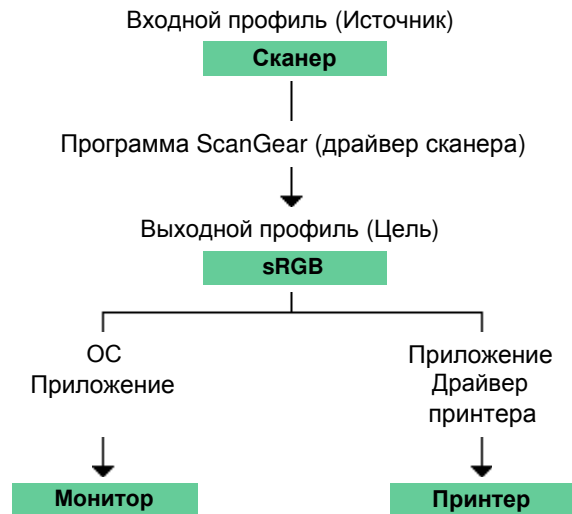 Входной профиль (Источник)
Сканер
Программа ScanGear (драйвер сканера)
Выходной профиль (Цель)
sRGB
ОС
Приложение
Приложение
Драйвер
принтера
Монитор
Принтер